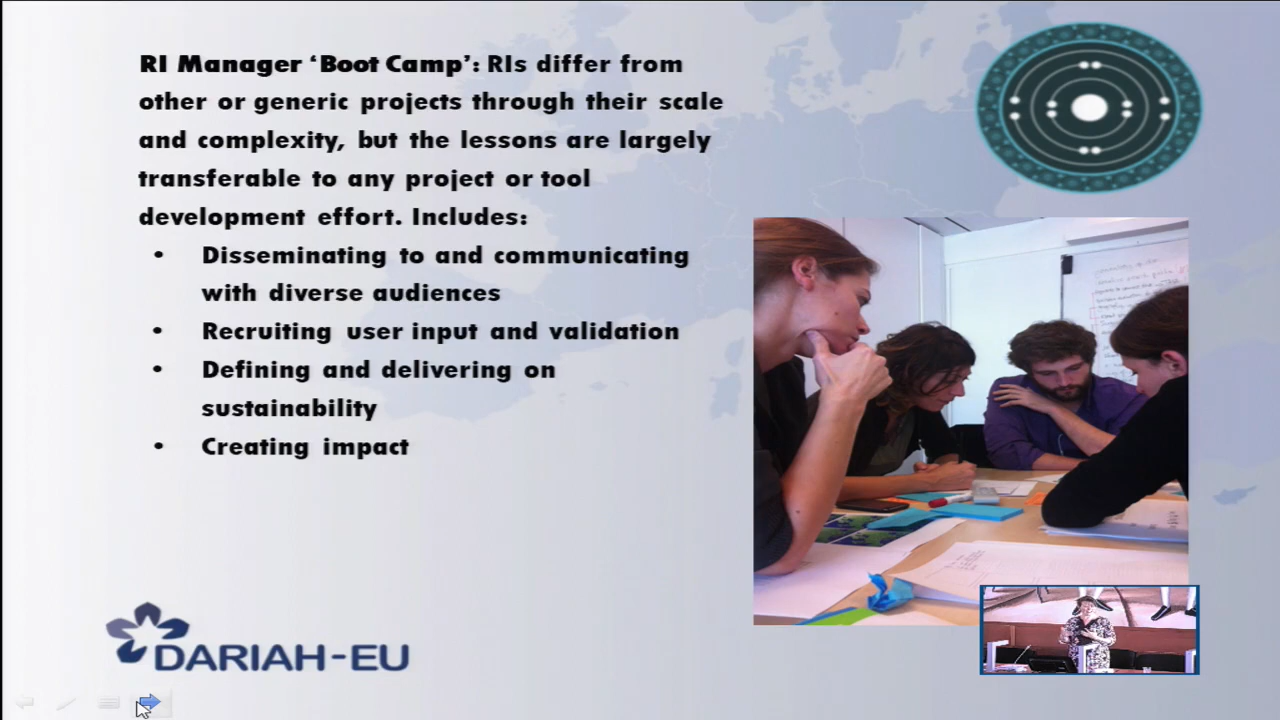 RI Manager ‘Boot Camp’: RIs differ from
other or generic projects through their scale
and complexity, but the lessons are largely
transferable to any project or tool
development effort. Includes:
• Disseminating to and communicating
with diverse audiences
• Recruiting user input and validation
• Defining and delivering on
sustainability
• Creating impact
DARIAH-EU